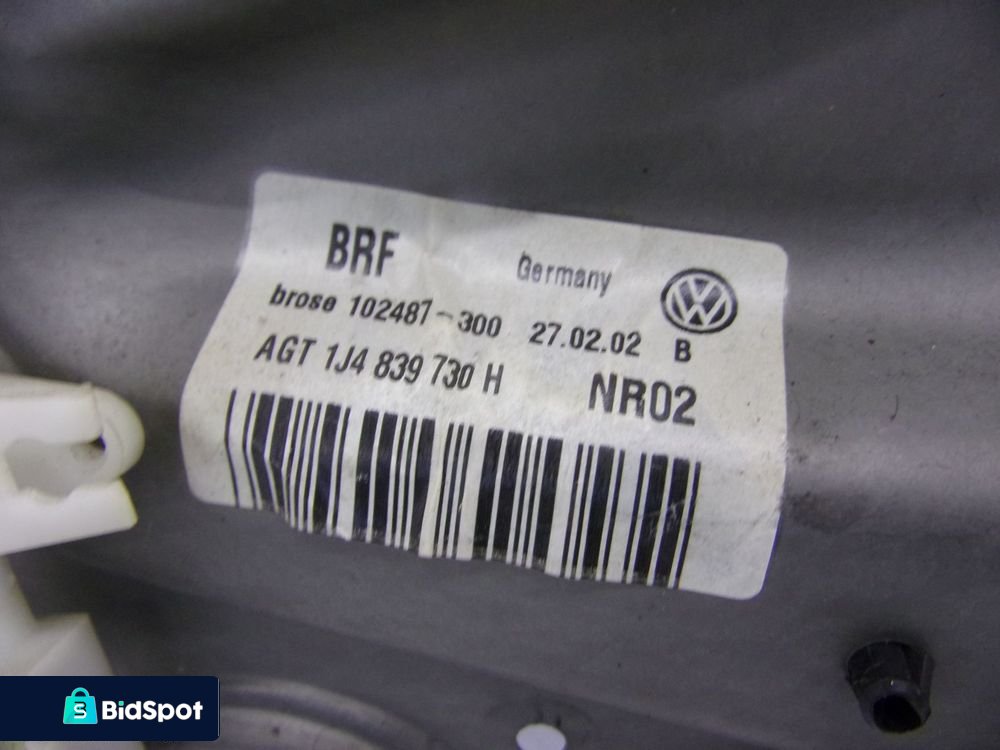 BRF Germany
brose 102487-300 27.02.02 B
AGT 1J4 839 730 H NR02
BidSpot